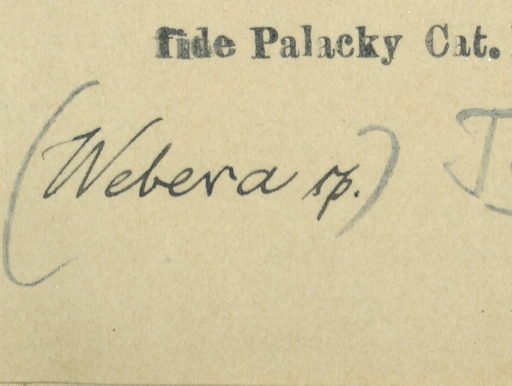 fide Palacky Cat.
(Webera sp.)